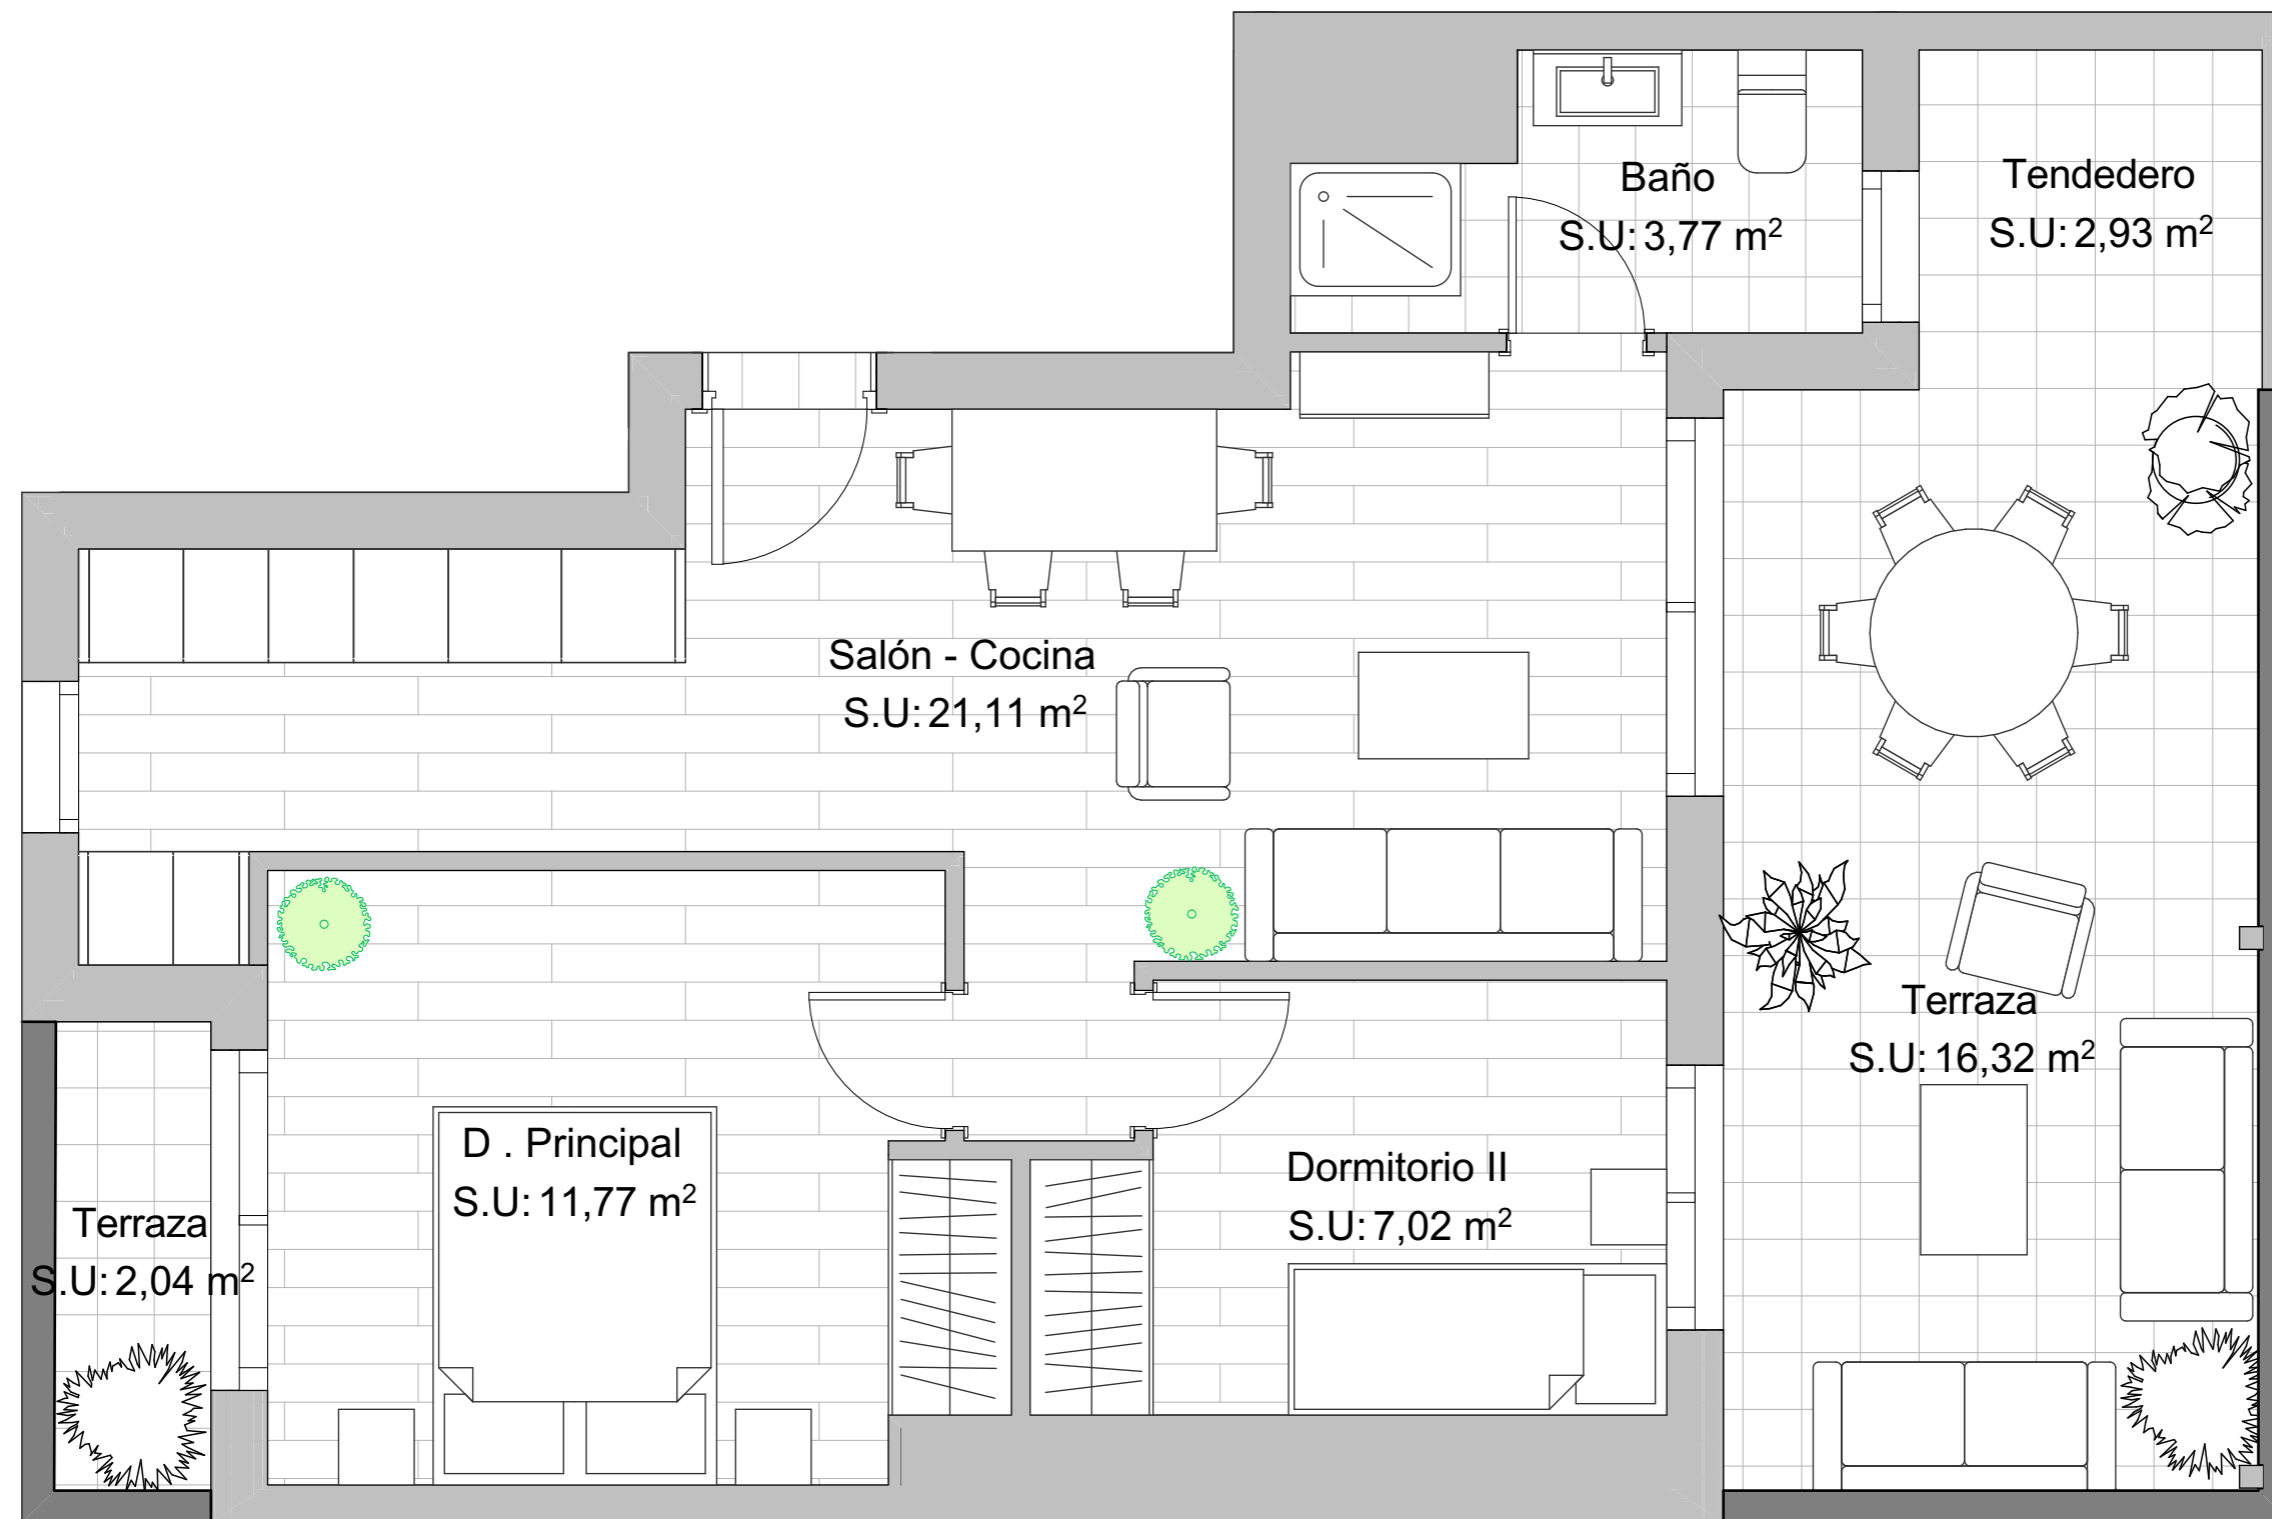 Baño
S.U: 3,77 m²
Tendedero
S.U: 2,93 m²
Salón - Cocina
S.U: 21,11 m²
Terraza
S.U: 16,32 m²
D . Principal
S.U: 11,77 m²
Dormitorio II
S.U: 7,02 m²
Terraza
S.U: 2,04 m²